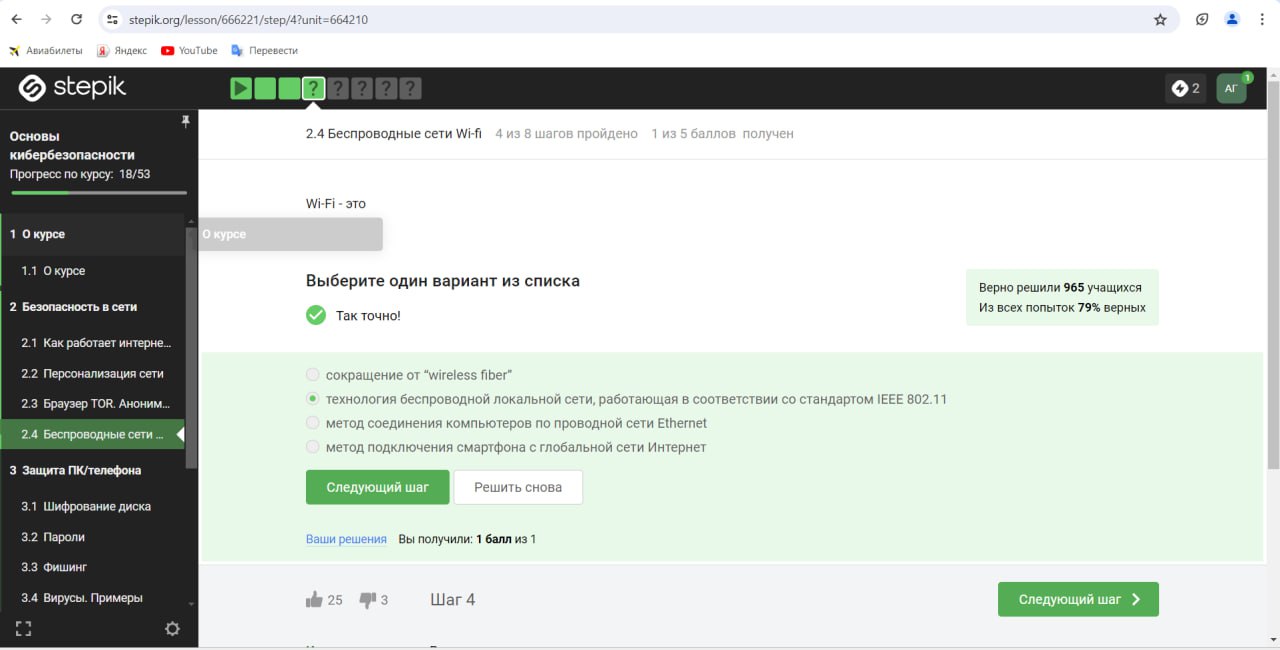 stepik.org/lesson/666221/step/4?unit=664210
Авиабилеты Яндекс YouTube Перевести
stepik
? ? ? ? ?
2
АГ
1
Основы
кибербезопасности
Прогресс по курсу: 18/53
1 О курсе
1.1 О курсе
2 Безопасность в сети
2.1 Как работает интерне...
2.2 Персонализация сети
2.3 Браузер TOR. Аноним...
2.4 Беспроводные сети ...
3 Защита ПК/телефона
3.1 Шифрование диска
3.2 Пароли
3.3 Фишинг
3.4 Вирусы. Примеры
О курсе
2.4 Беспроводные сети Wi-fi 4 из 8 шагов пройдено 1 из 5 баллов получен
Wi-Fi - это
Выберите один вариант из списка
Так точно!
Верно решили 965 учащихся
Из всех попыток 79% верных
сокращение от “wireless fiber”
технология беспроводной локальной сети, работающая в соответствии со стандартом IEEE 802.11
метод соединения компьютеров по проводной сети Ethernet
метод подключения смартфона с глобальной сети Интернет
Следующий шаг Решить снова
Ваши решения Вы получили: 1 балл из 1
25 3 Шаг 4
Следующий шаг